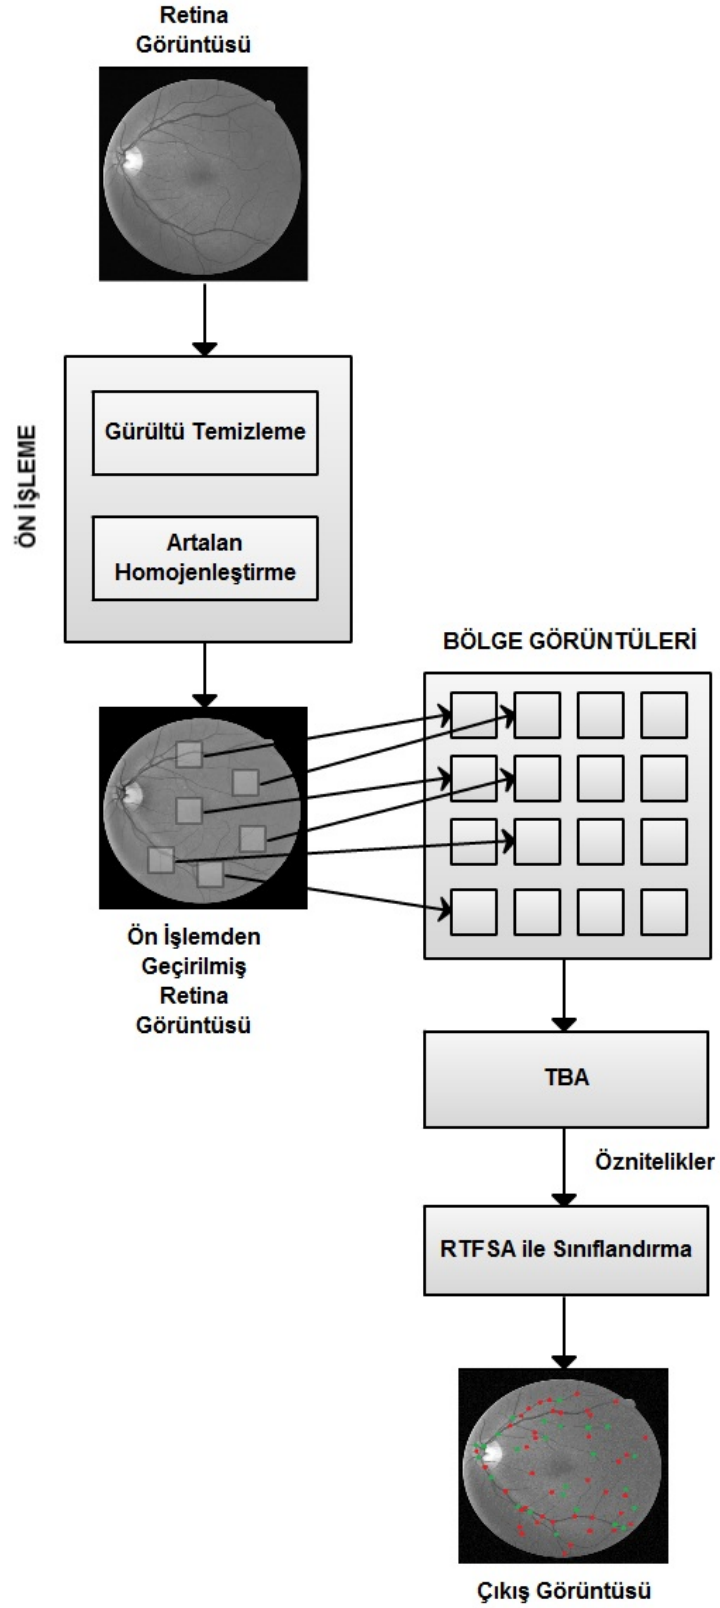 Retina
Görüntüsü
ÖN İŞLEME
Gürültü Temizleme
Artalan
Homojenleştirme
BÖLGE GÖRÜNTÜLERİ
Ön İşlemden
Geçirilmiş
Retina
Görüntüsü
TBA
Öznitelikler
RTFSA ile Sınıflandırma
Çıkış Görüntüsü